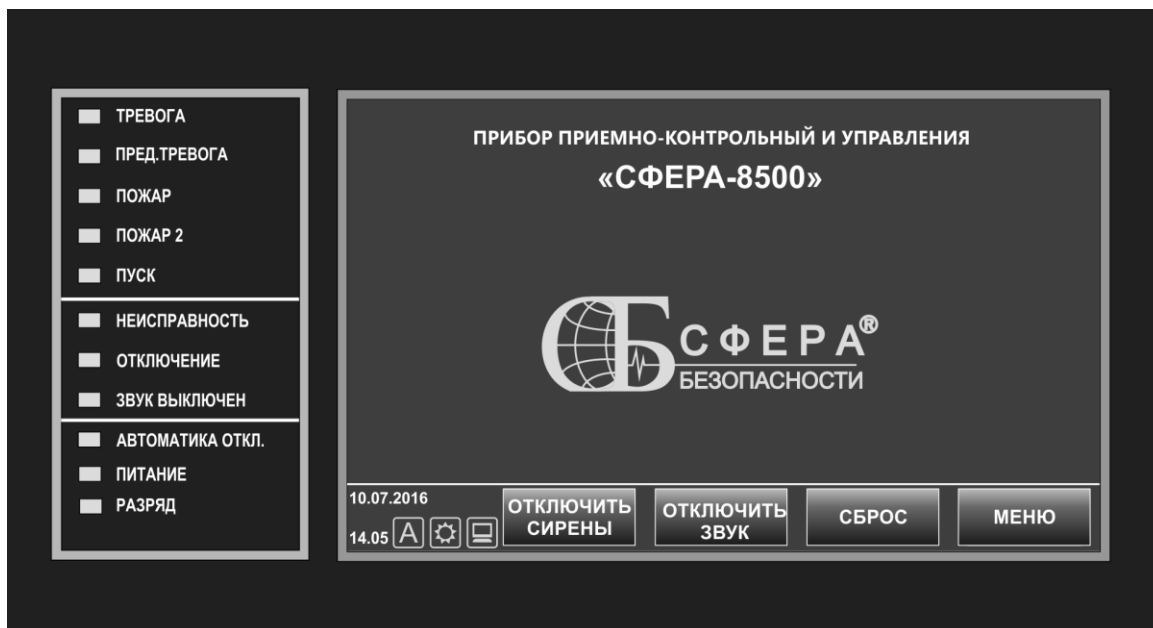 ТРЕВОГА
ПРЕД.ТРЕВОГА
ПОЖАР
ПОЖАР 2
ПУСК
НЕИСПРАВНОСТЬ
ОТКЛЮЧЕНИЕ
ЗВУК ВЫКЛЮЧЕН
АВТОМАТИКА ОТКЛ.
ПИТАНИЕ
РАЗРЯД
ПРИБОР ПРИЕМНО-КОНТРОЛЬНЫЙ И УПРАВЛЕНИЯ
«СФЕРА-8500»
СБ
СФЕРА®
БЕЗОПАСНОСТИ
10.07.2016
14.05 A
ОТКЛЮЧИТЬ
СИРЕНЫ
ОТКЛЮЧИТЬ
ЗВУК
СБРОС
МЕНЮ